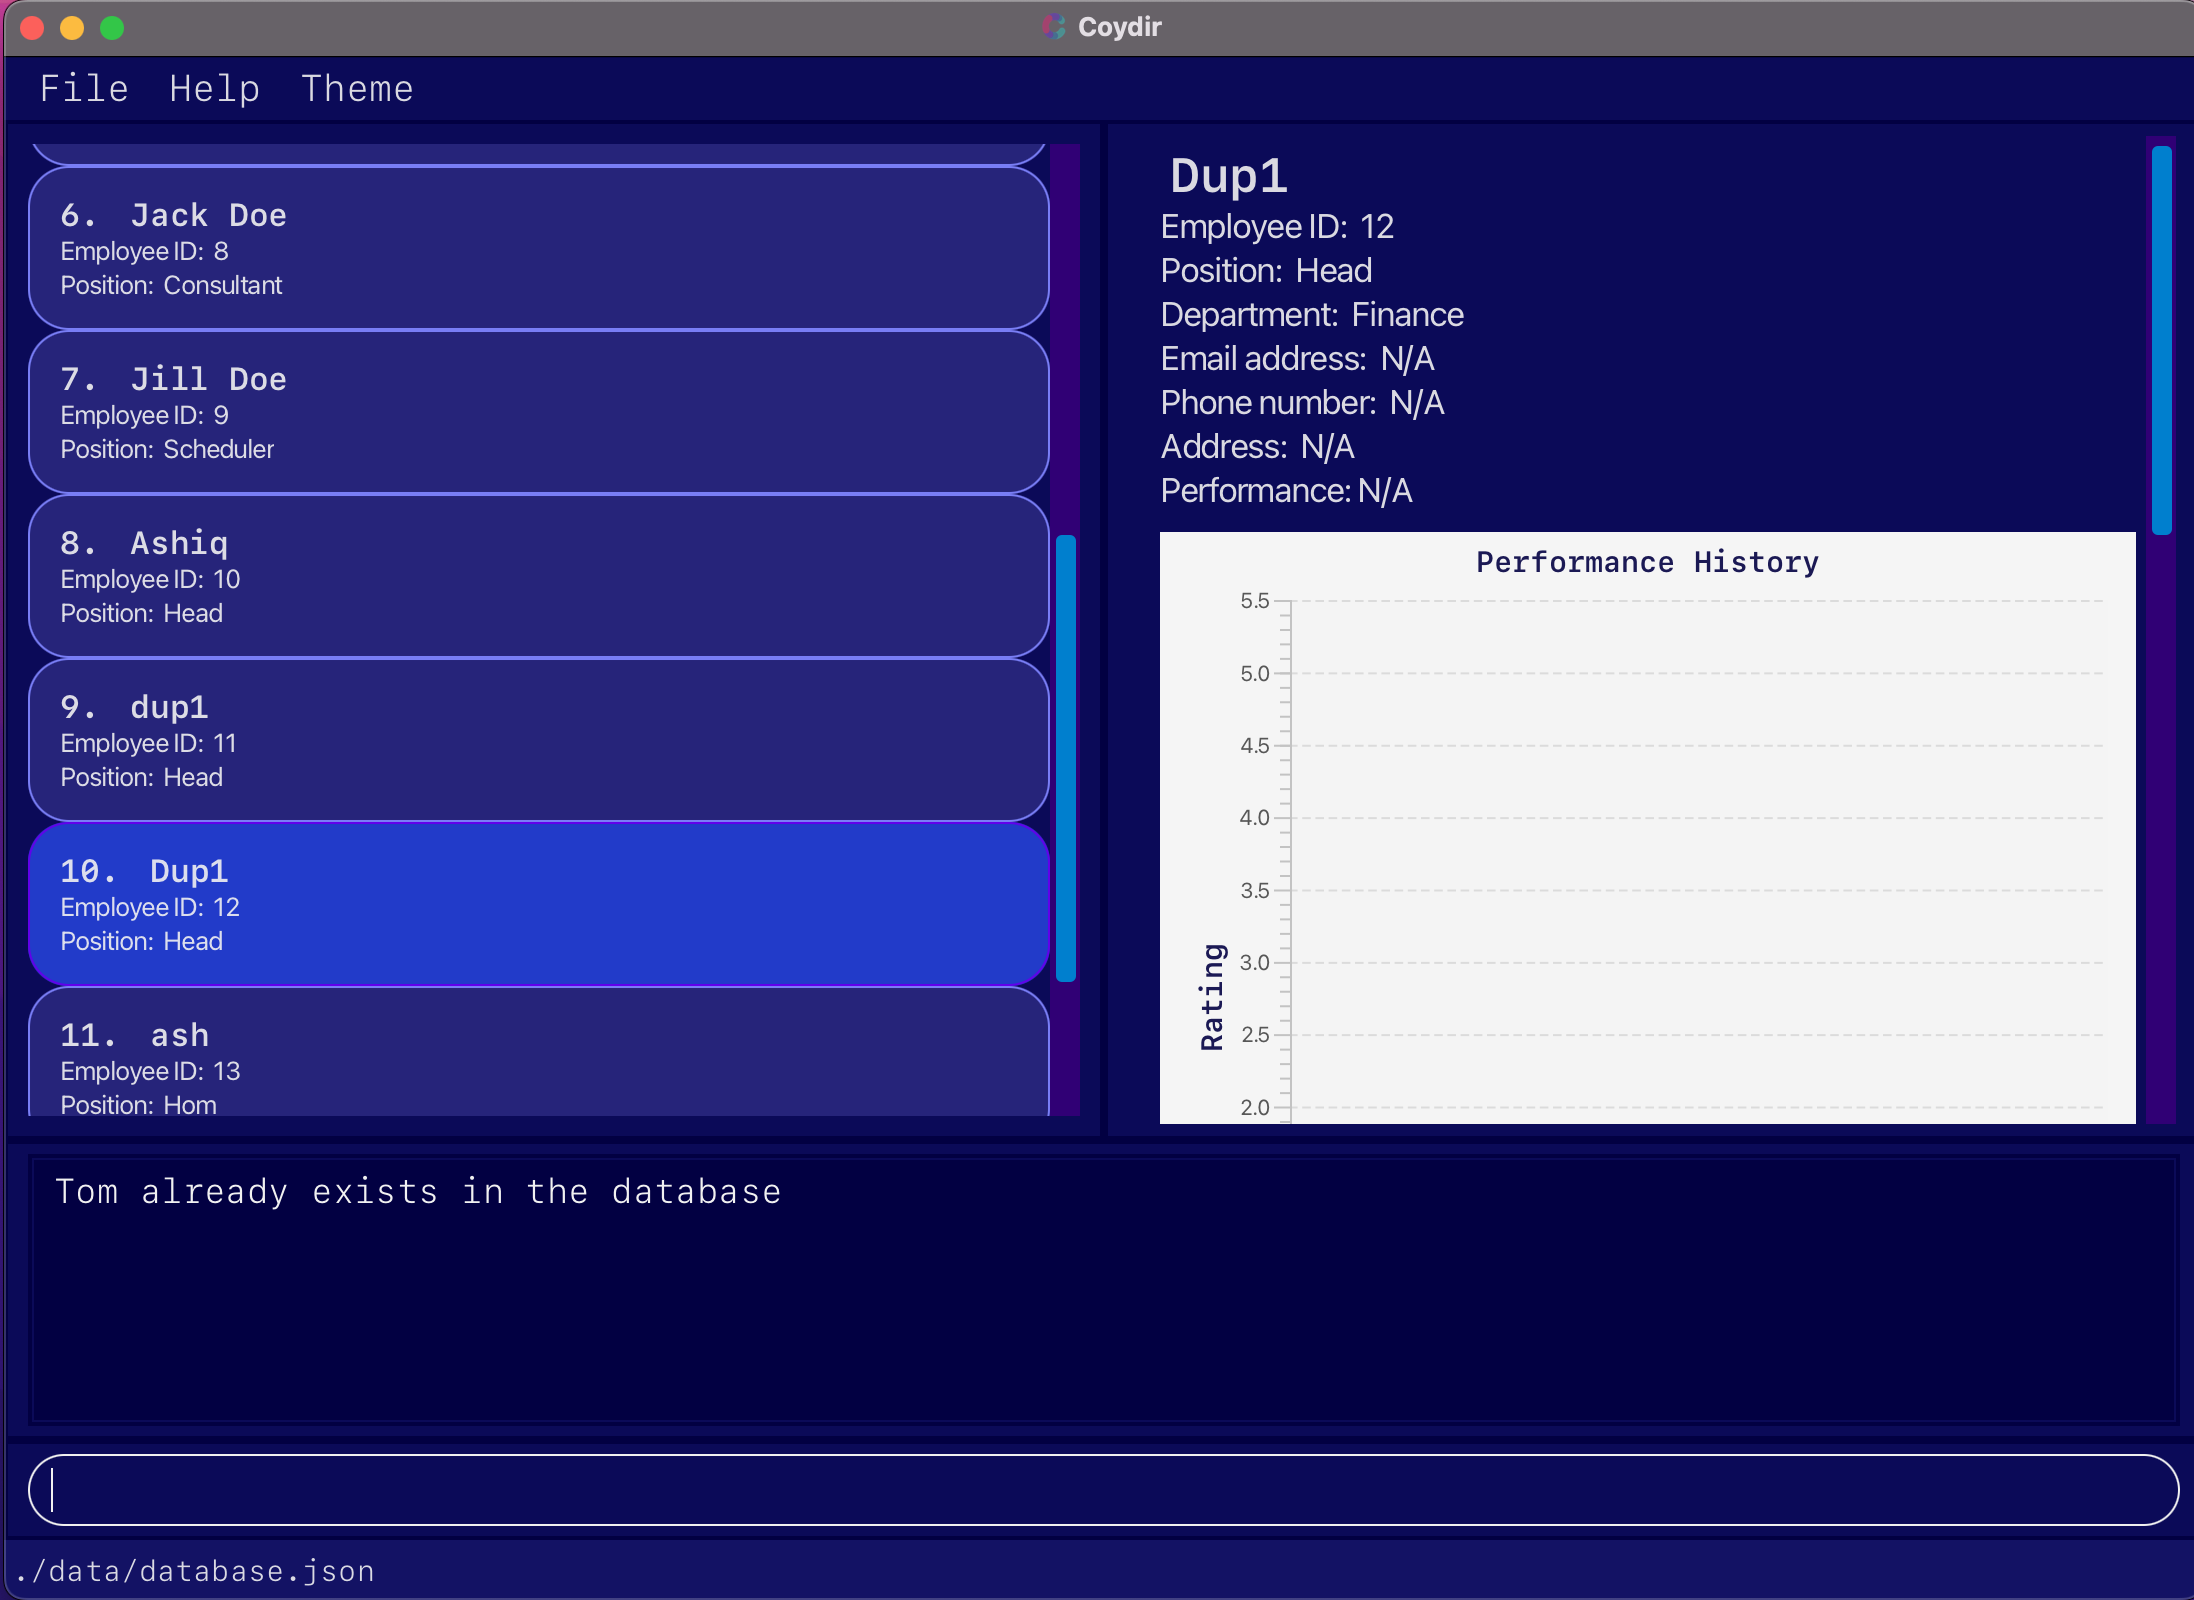 Coydir
File Help Theme
6. Jack Doe
Employee ID: 8
Position: Consultant
7. Jill Doe
Employee ID: 9
Position: Scheduler
8. Ashiq
Employee ID: 10
Position: Head
9. dup1
Employee ID: 11
Position: Head
10. Dup1
Employee ID: 12
Position: Head
11. ash
Employee ID: 13
Position: Hom
Dup1
Employee ID: 12
Position: Head
Department: Finance
Email address: N/A
Phone number: N/A
Address: N/A
Performance: N/A
Performance History
5.5
5.0
4.5
4.0
3.5
3.0
2.5
2.0
Rating
Tom already exists in the database
./data/database.json